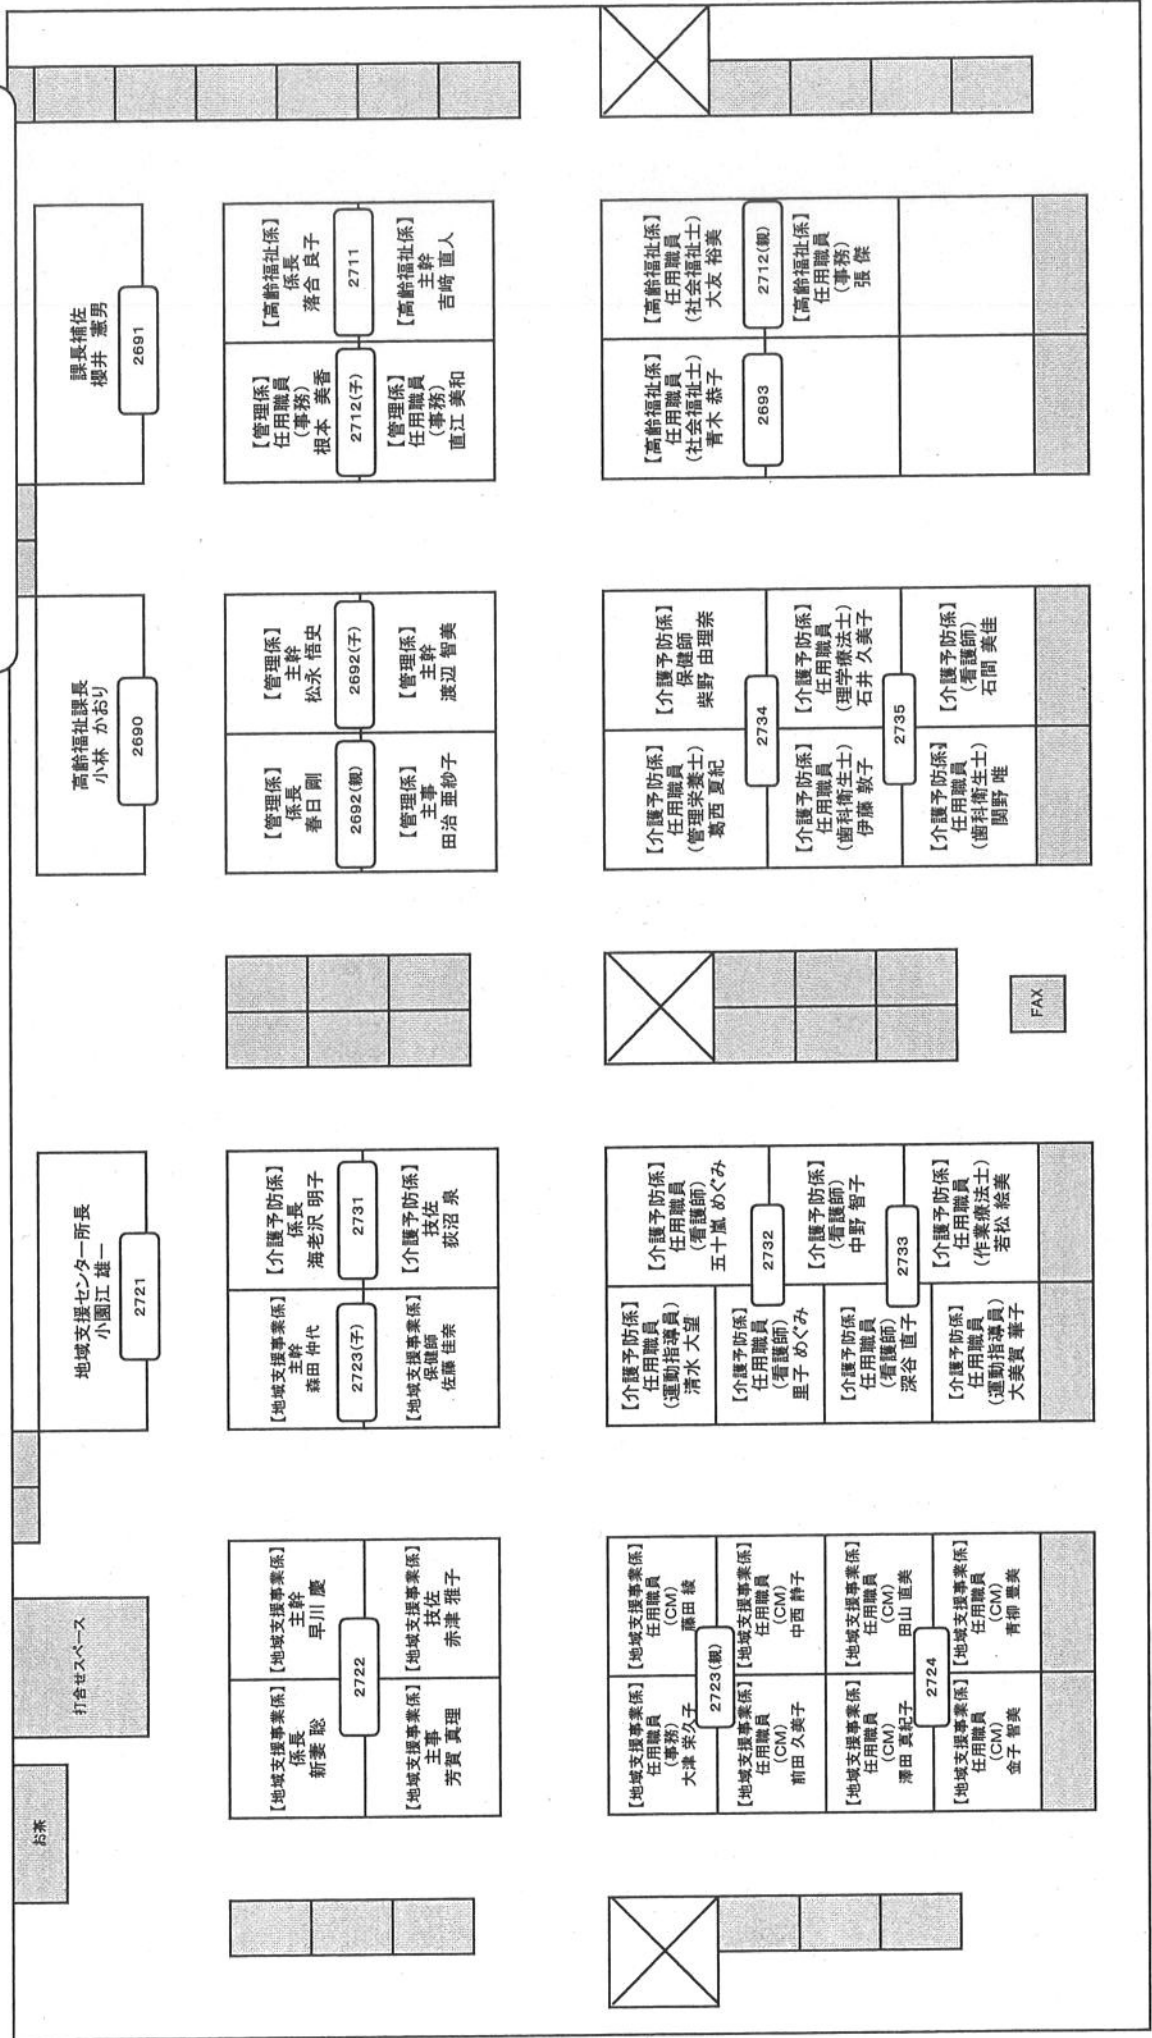 お茶
打合せスペース
地域支援センター所長
小園江 雄一
2721
高齢福祉課長
小林 かおり
2690
課長補佐
櫻井 憲男
2691
【地域支援事業係】
係長
新妻 聡
【地域支援事業係】
主幹
早川 慶
2722
【地域支援事業係】
主事
芳賀 真理
【地域支援事業係】
技佐
赤津 雅子
【地域支援事業係】
主幹
森田 仲代
2723(子)
【地域支援事業係】
保健師
佐藤 佳奈
【介護予防係】
係長
海老沢 明子
2731
【介護予防係】
技佐
荻沼 泉
【管理係】
係長
春日 剛
2692(親)
【管理係】
主事
田治 亜紗子
【管理係】
主幹
松永 悟史
2692(子)
【管理係】
主幹
渡辺 智美
【管理係】
任用職員
(事務)
根本 美香
2712(子)
【管理係】
任用職員
(事務)
直江 美和
【高齢福祉係】
係長
落合 良子
2711
【高齢福祉係】
主幹
吉﨑 直人
【地域支援事業係】
任用職員
(事務)
大津 栄久子
【地域支援事業係】
任用職員
(CM)
藤田 綾
2723(親)
【地域支援事業係】
任用職員
(CM)
前田 久美子
【地域支援事業係】
任用職員
(CM)
中西 静子
【地域支援事業係】
任用職員
(CM)
澤田 真紀子
【地域支援事業係】
任用職員
(CM)
田山 直美
2724
【地域支援事業係】
任用職員
(CM)
金子 智美
【地域支援事業係】
任用職員
(CM)
青柳 豊美
【介護予防係】
任用職員
(運動指導員)
清水 大望
【介護予防係】
任用職員
(看護師)
里子 めぐみ
【介護予防係】
任用職員
(看護師)
深谷 直子
【介護予防係】
任用職員
(運動指導員)
大美賀 華子
【介護予防係】
任用職員
(看護師)
五十嵐 めぐみ
2732
【介護予防係】
(看護師)
中野 智子
2733
【介護予防係】
任用職員
(作業療法士)
若松 絵美
FAX
【介護予防係】
任用職員
(管理栄養士)
葛西 夏紀
【介護予防係】
保健師
柴野 由理奈
2734
【介護予防係】
任用職員
(歯科衛生士)
伊藤 敦子
【介護予防係】
任用職員
(理学療法士)
石井 久美子
2735
【介護予防係】
任用職員
(歯科衛生士)
関野 唯
【介護予防係】
(看護師)
石間 美佳
【高齢福祉係】
任用職員
(社会福祉士)
青木 恭子
2693
【高齢福祉係】
任用職員
(社会福祉士)
大友 裕美
2712(親)
【高齢福祉係】
任用職員
(事務)
張 傑